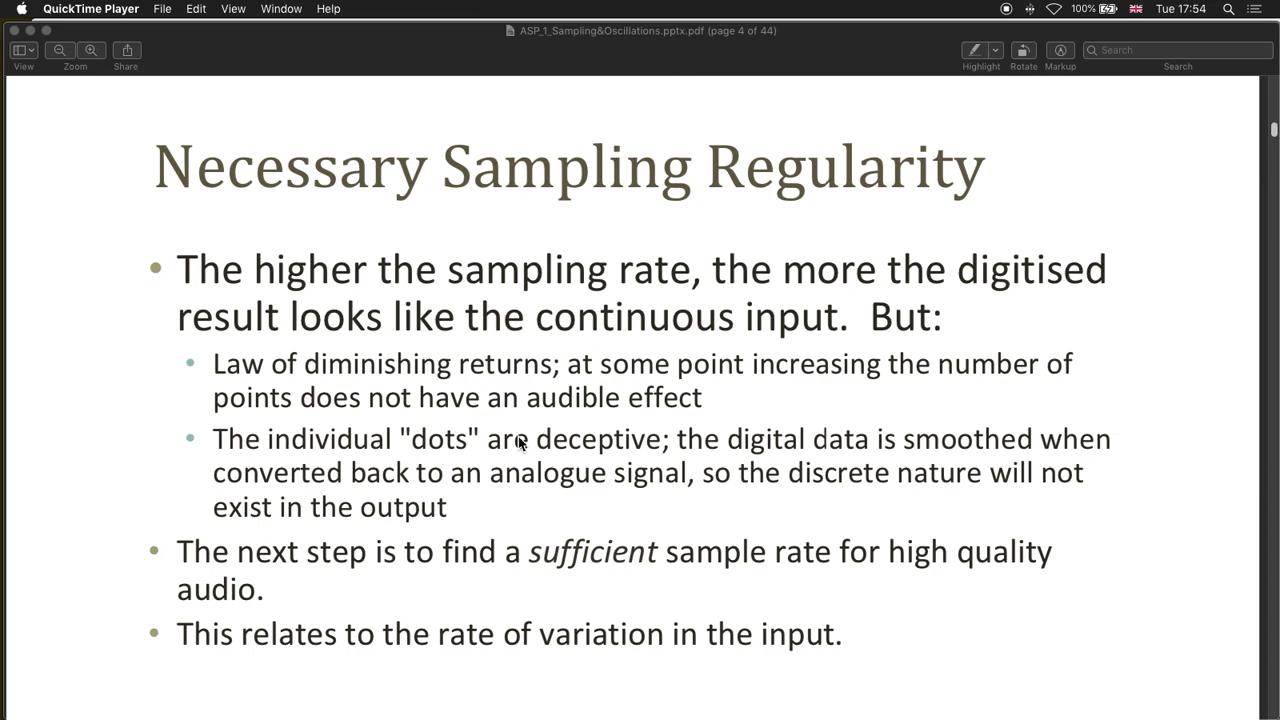 QuickTime Player File Edit View Window Help 100% Tue 17:54
ASP_1_Sampling&Oscillations.pptx.pdf (page 4 of 44)
Search
View Zoom Share Highlight Rotate Markup Search
Necessary Sampling Regularity
• The higher the sampling rate, the more the digitised
result looks like the continuous input. But:
• Law of diminishing returns; at some point increasing the number of
points does not have an audible effect
• The individual "dots" are deceptive; the digital data is smoothed when
converted back to an analogue signal, so the discrete nature will not
exist in the output
• The next step is to find a sufficient sample rate for high quality
audio.
• This relates to the rate of variation in the input.